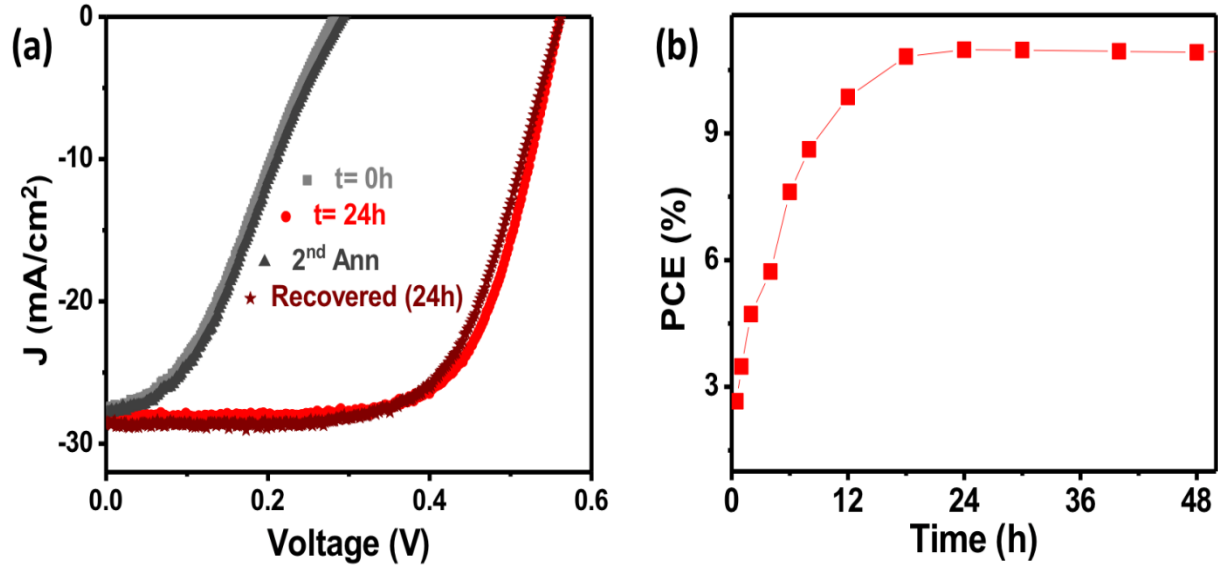 (a)
0
-10
-20
-30
J (mA/cm²)
t= 0h
t= 24h
2ⁿᵈ Ann
Recovered (24h)
0.0 0.2 0.4 0.6
Voltage (V)
(b)
9
6
3
PCE (%)
0 12 24 36 48
Time (h)